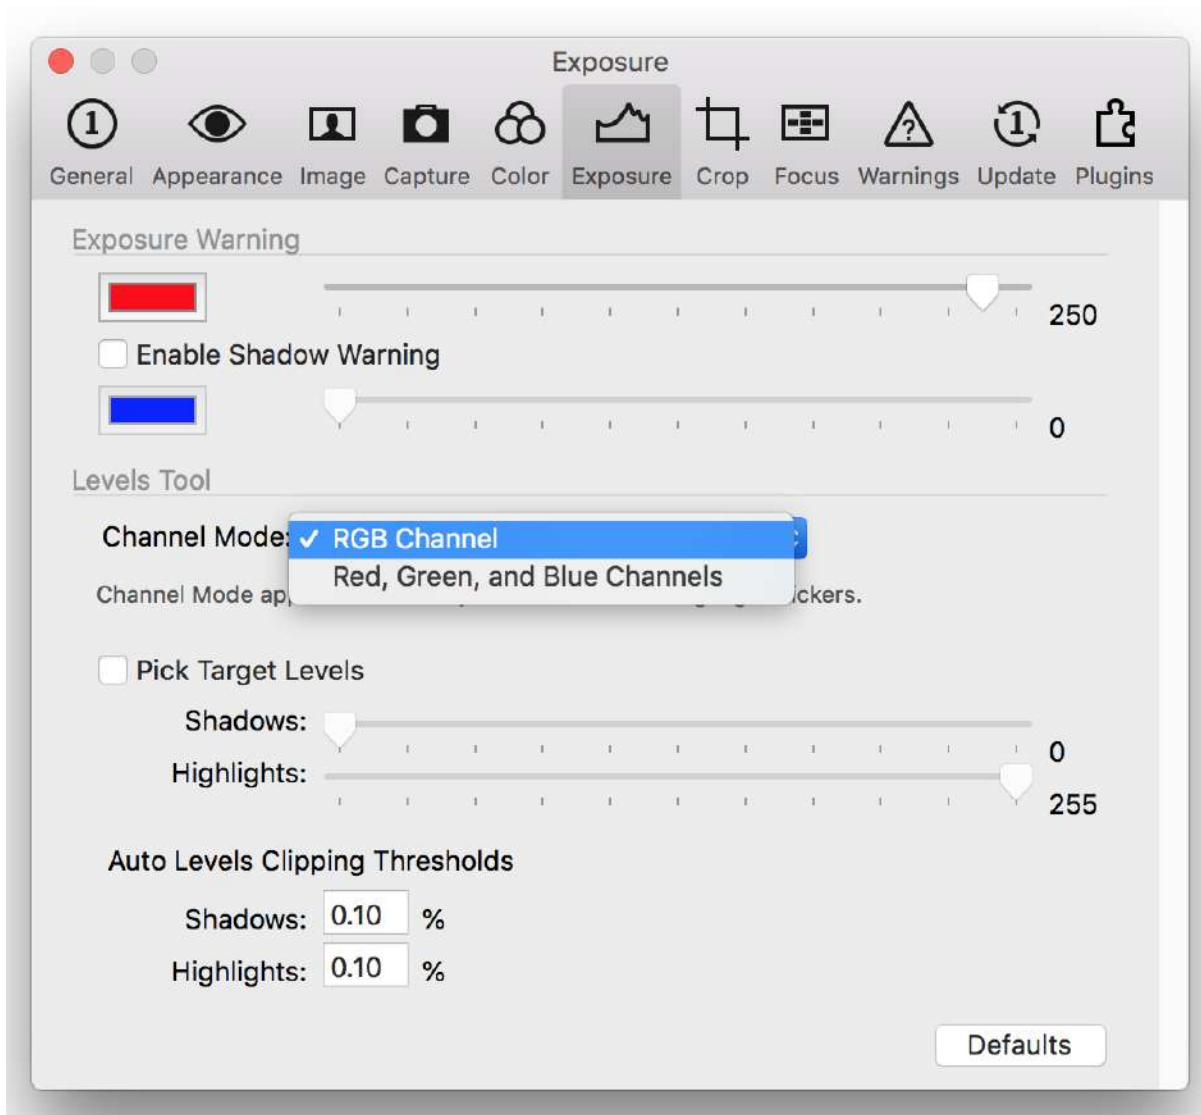 Exposure
1
1
General Appearance Image Capture Color Exposure Crop Focus Warnings Update Plugins
Exposure Warning
250
Enable Shadow Warning
0
Levels Tool
Channel Mode: ✓ RGB Channel
Red, Green, and Blue Channels
Channel Mode
Pick Target Levels
Shadows:
0
Highlights:
255
Auto Levels Clipping Thresholds
Shadows: 0.10 %
Highlights: 0.10 %
Defaults